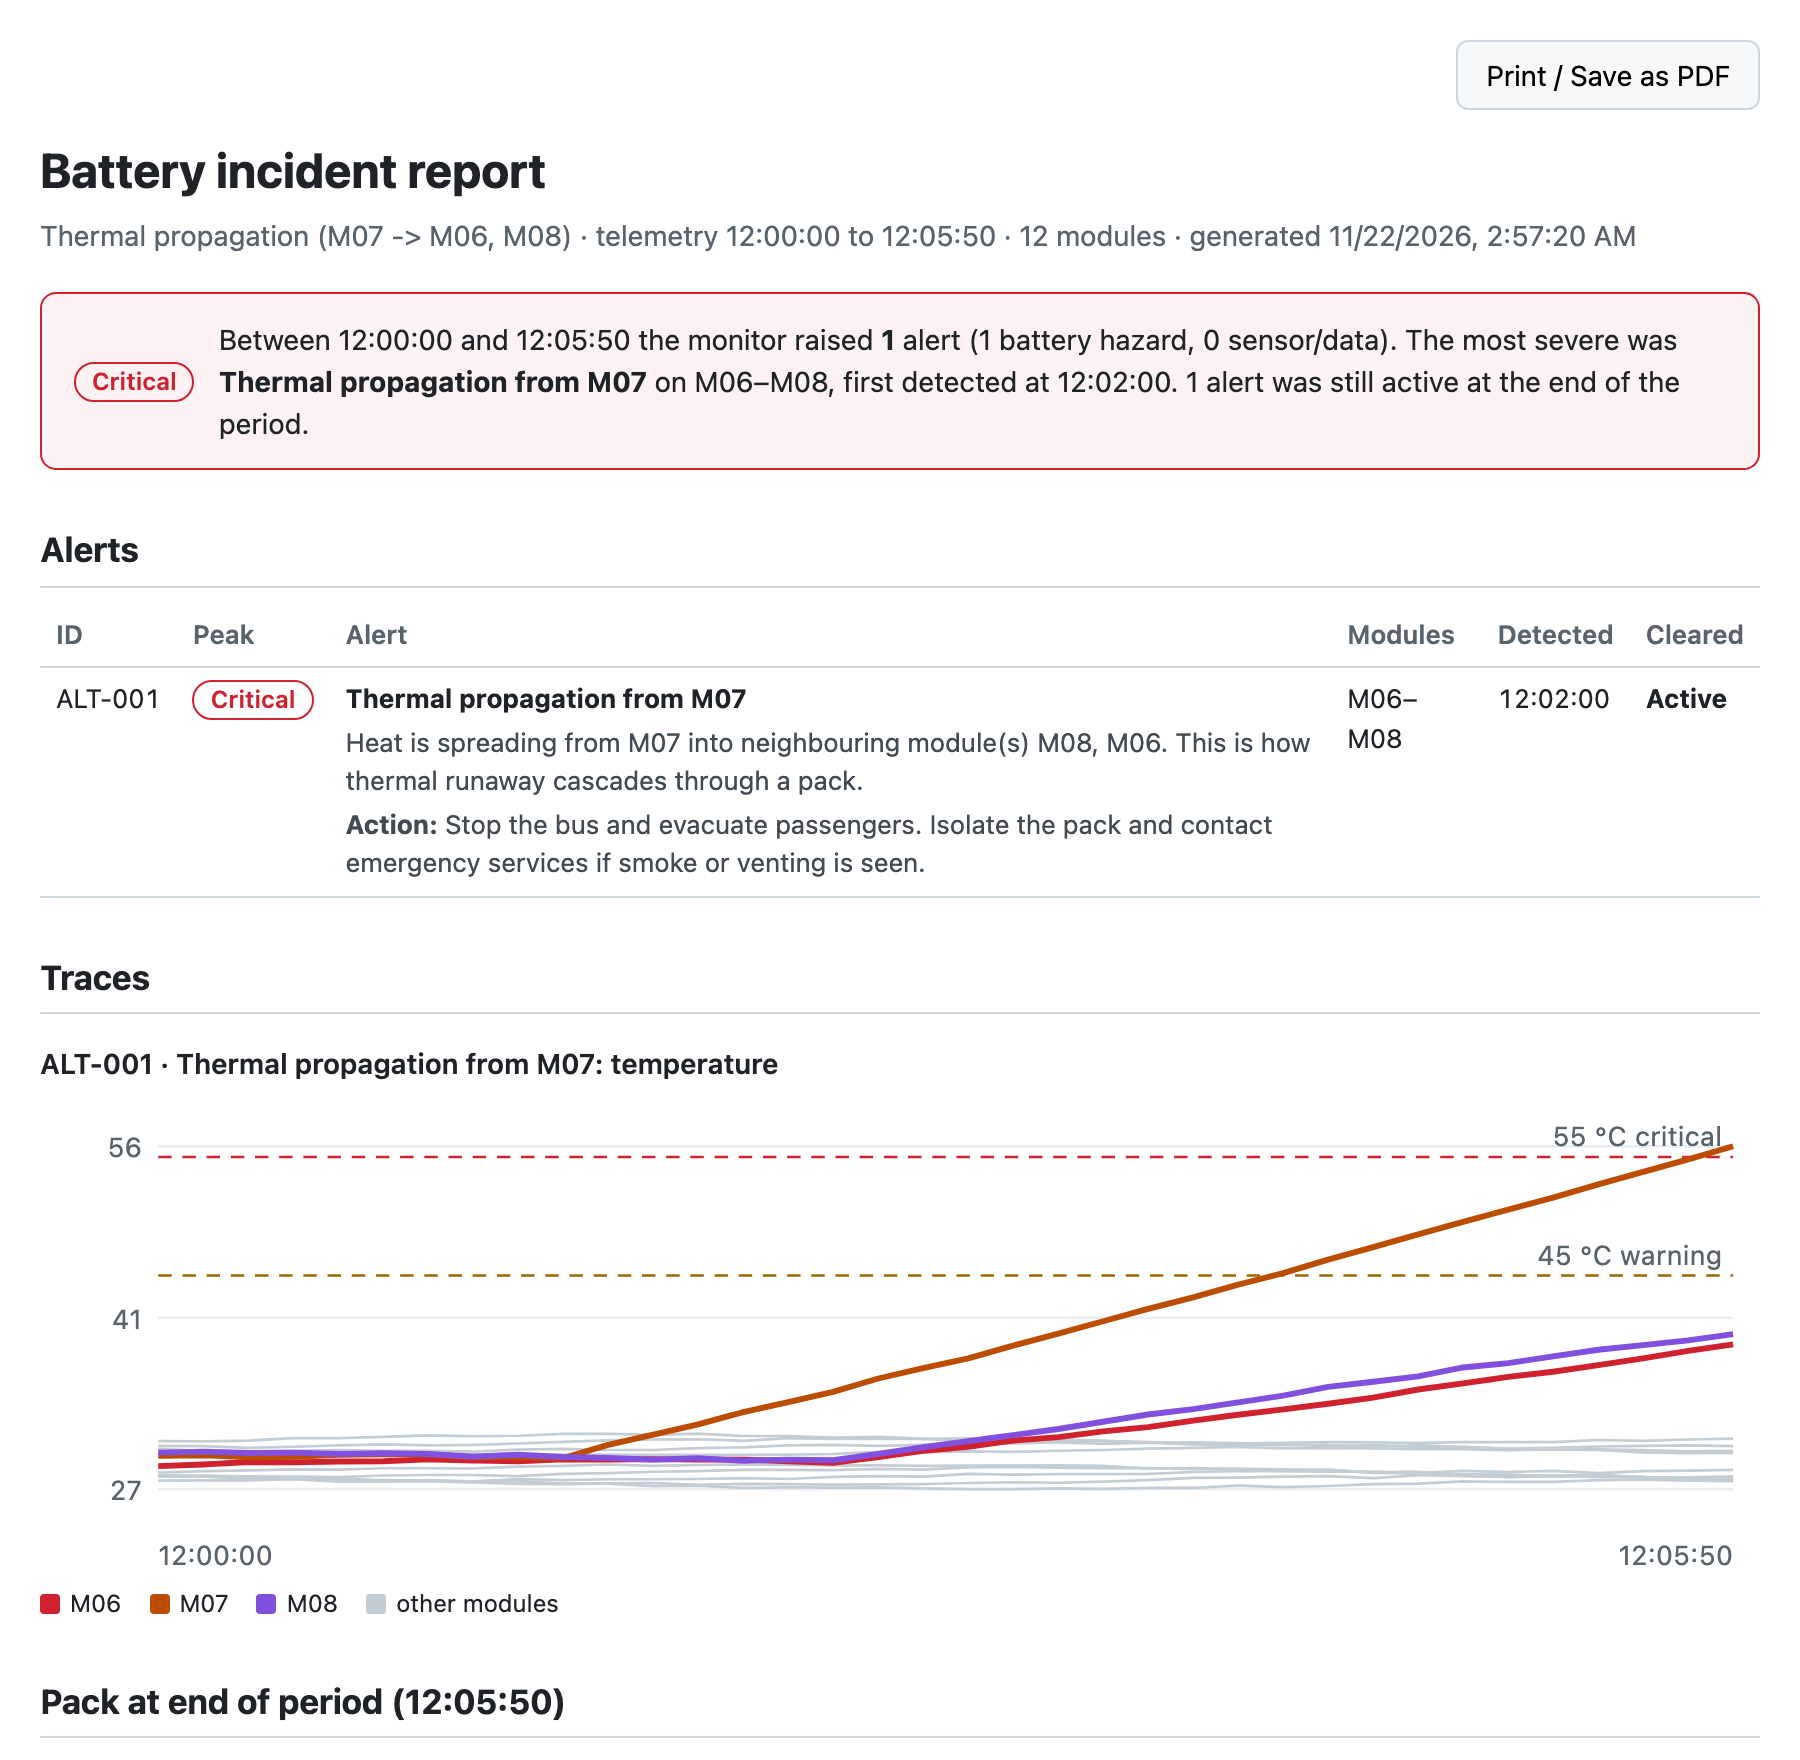 Print / Save as PDF
Battery incident report
Thermal propagation (M07 -> M06, M08) · telemetry 12:00:00 to 12:05:50 · 12 modules · generated 11/22/2026, 2:57:20 AM
Critical
Between 12:00:00 and 12:05:50 the monitor raised 1 alert (1 battery hazard, 0 sensor/data). The most severe was
Thermal propagation from M07 on M06–M08, first detected at 12:02:00. 1 alert was still active at the end of the
period.
Alerts
ID Peak Alert Modules Detected Cleared
ALT-001 Critical Thermal propagation from M07 M06– 12:02:00 Active
M08
Heat is spreading from M07 into neighbouring module(s) M08, M06. This is how
thermal runaway cascades through a pack.
Action: Stop the bus and evacuate passengers. Isolate the pack and contact
emergency services if smoke or venting is seen.
Traces
ALT-001 · Thermal propagation from M07: temperature
56
55 °C critical
45 °C warning
41
27
12:00:00 12:05:50
M06 M07 M08 other modules
Pack at end of period (12:05:50)